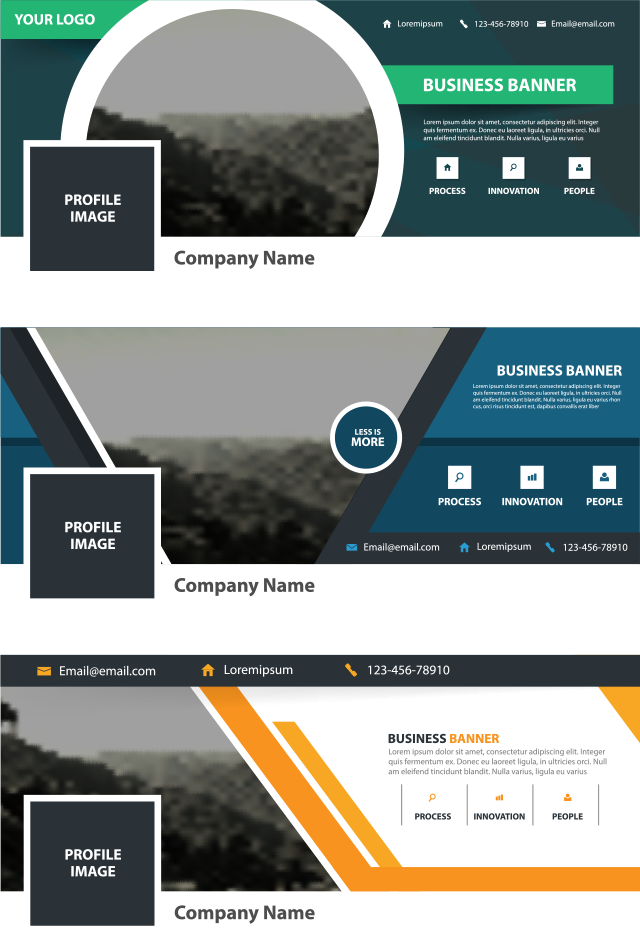 YOUR LOGO
Loremipsum 123-456-78910 Email@email.com
BUSINESS BANNER
Lorem ipsum dolor sit amet, consectetur adipiscing elit. Integer
quis fermentum ex. Donec eu laoreet ligula, in ultricies orci. Null
am eleifend tincidunt blandit. Nulla varius, ligula eu varius
PROCESS INNOVATION PEOPLE
PROFILE
IMAGE
Company Name
BUSINESS BANNER
Lorem ipsum dolor sit amet, consectetur adipiscing elit. Integer
quis fermentum ex. Donec eu laoreet ligula, in ultricies orci. Null
am eleifend tincidunt blandit. Nulla varius, ligula eu varius rhon
cus, orci risus tincidunt est, dapibus convallis erat liber
LESS IS
MORE
PROCESS INNOVATION PEOPLE
PROFILE
IMAGE
Email@email.com Loremipsum 123-456-78910
Company Name
Email@email.com Loremipsum 123-456-78910
BUSINESS BANNER
Lorem ipsum dolor sit amet, consectetur adipiscing elit. Integer
quis fermentum ex. Donec eu laoreet ligula, in ultricies orci. Null
am eleifend tincidunt blandit. Nulla varius, ligula eu varius
PROCESS INNOVATION PEOPLE
PROFILE
IMAGE
Company Name